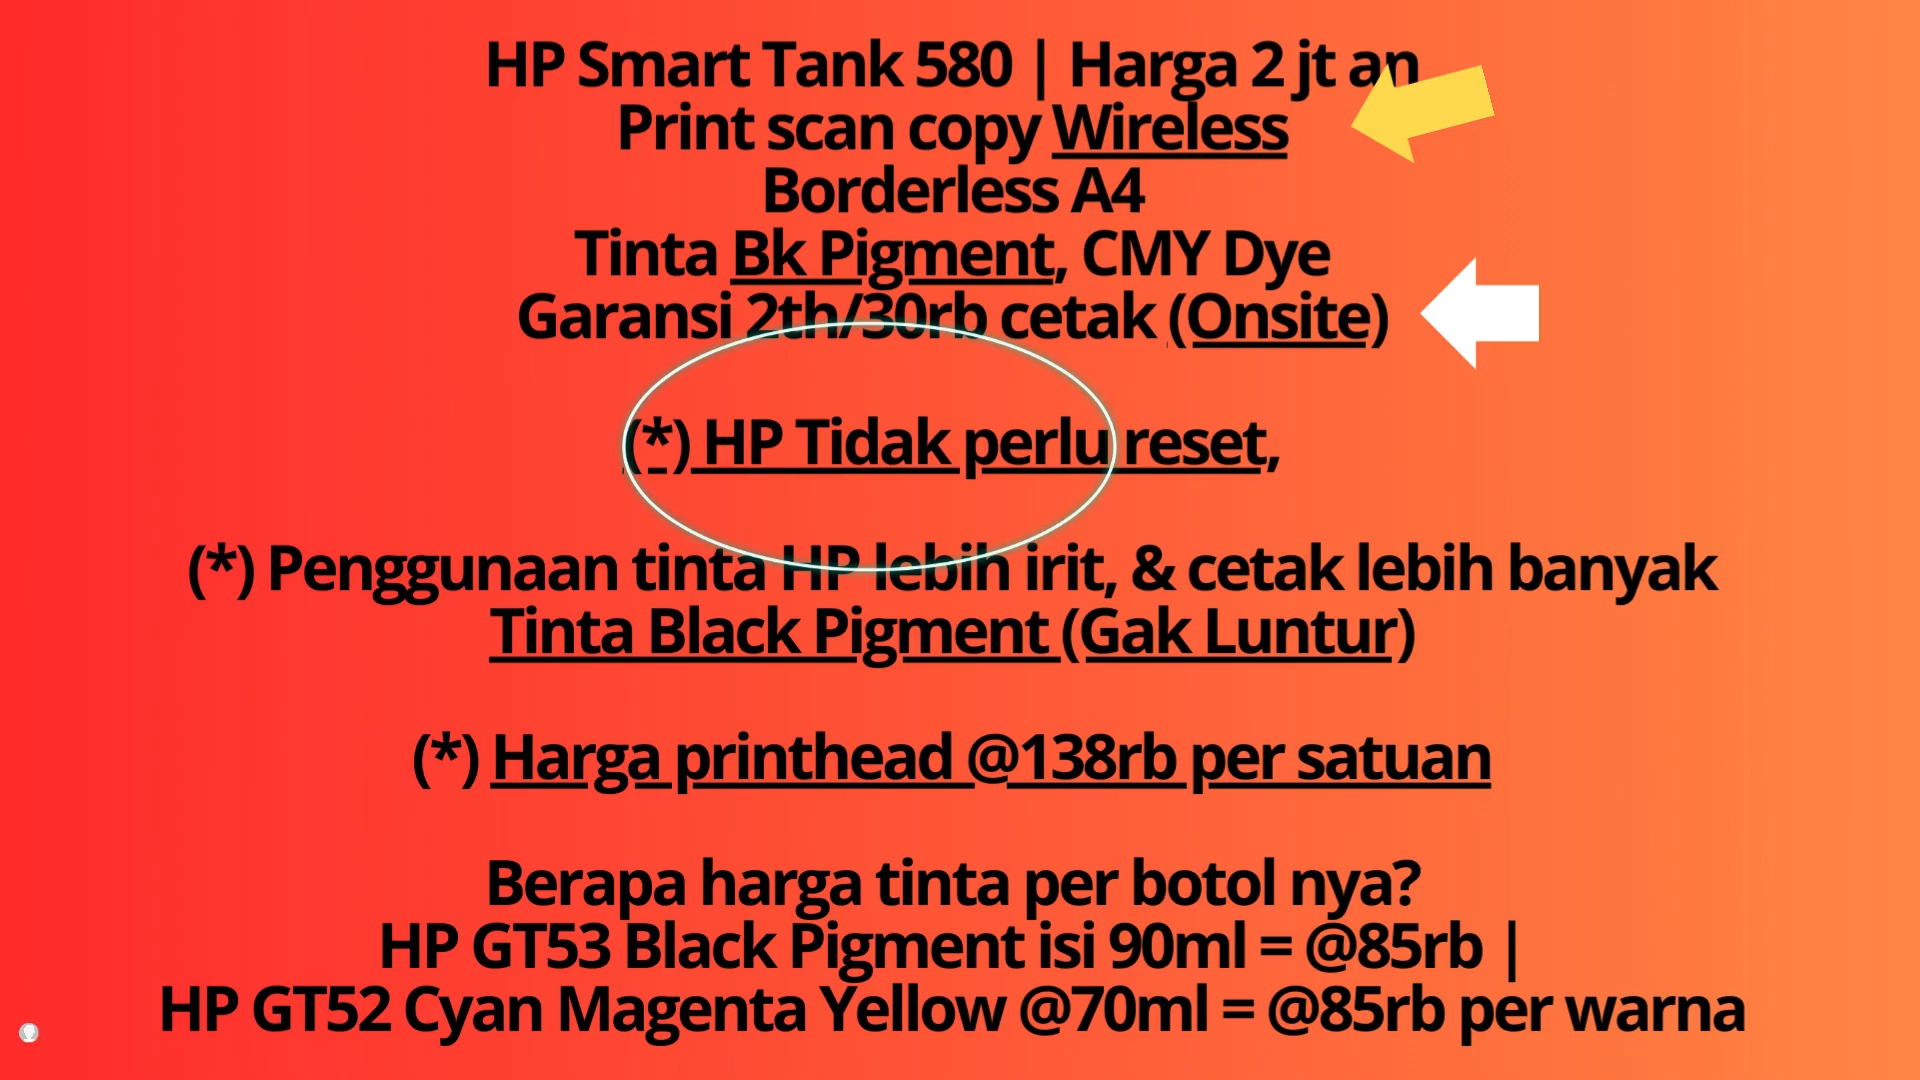 HP Smart Tank 580 | Harga 2 jt an
Print scan copy Wireless
Borderless A4
Tinta Bk Pigment, CMY Dye
Garansi 2th/30rb cetak (Onsite)
(*) HP Tidak perlu reset,
(*) Penggunaan tinta HP lebih irit, & cetak lebih banyak
Tinta Black Pigment (Gak Luntur)
(*) Harga printhead @138rb per satuan
Berapa harga tinta per botol nya?
HP GT53 Black Pigment isi 90ml = @85rb |
HP GT52 Cyan Magenta Yellow @70ml = @85rb per warna